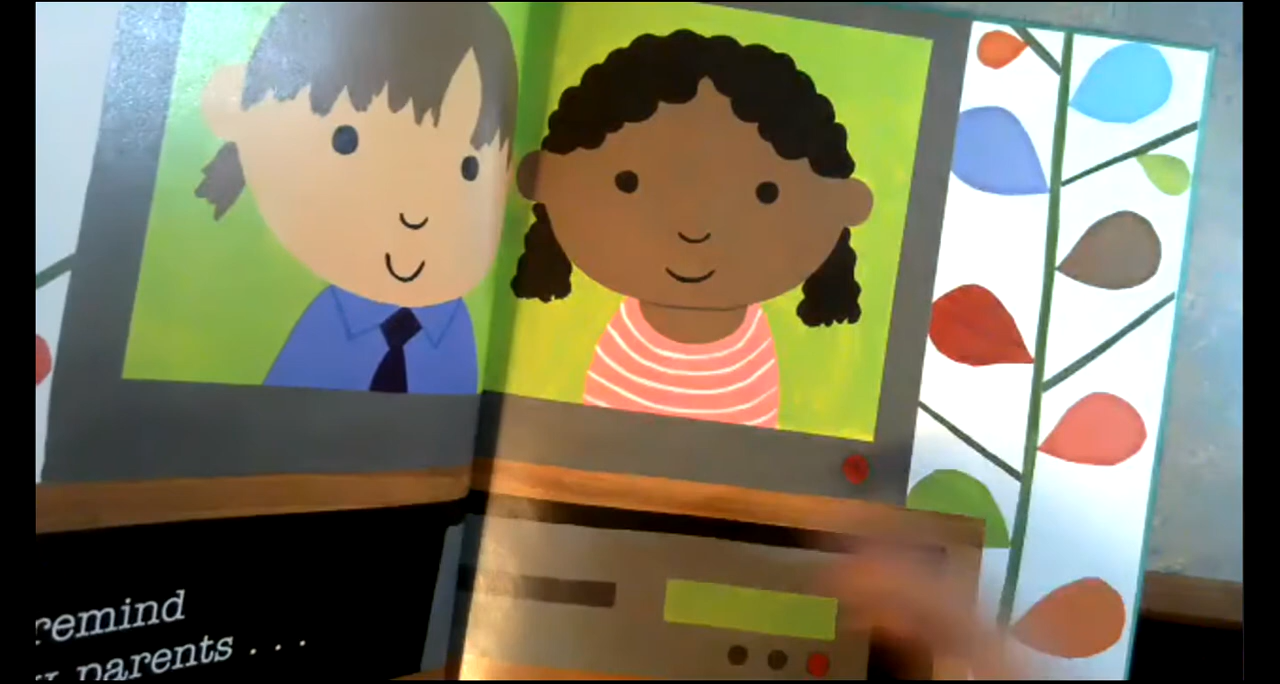 remind
parents . . .